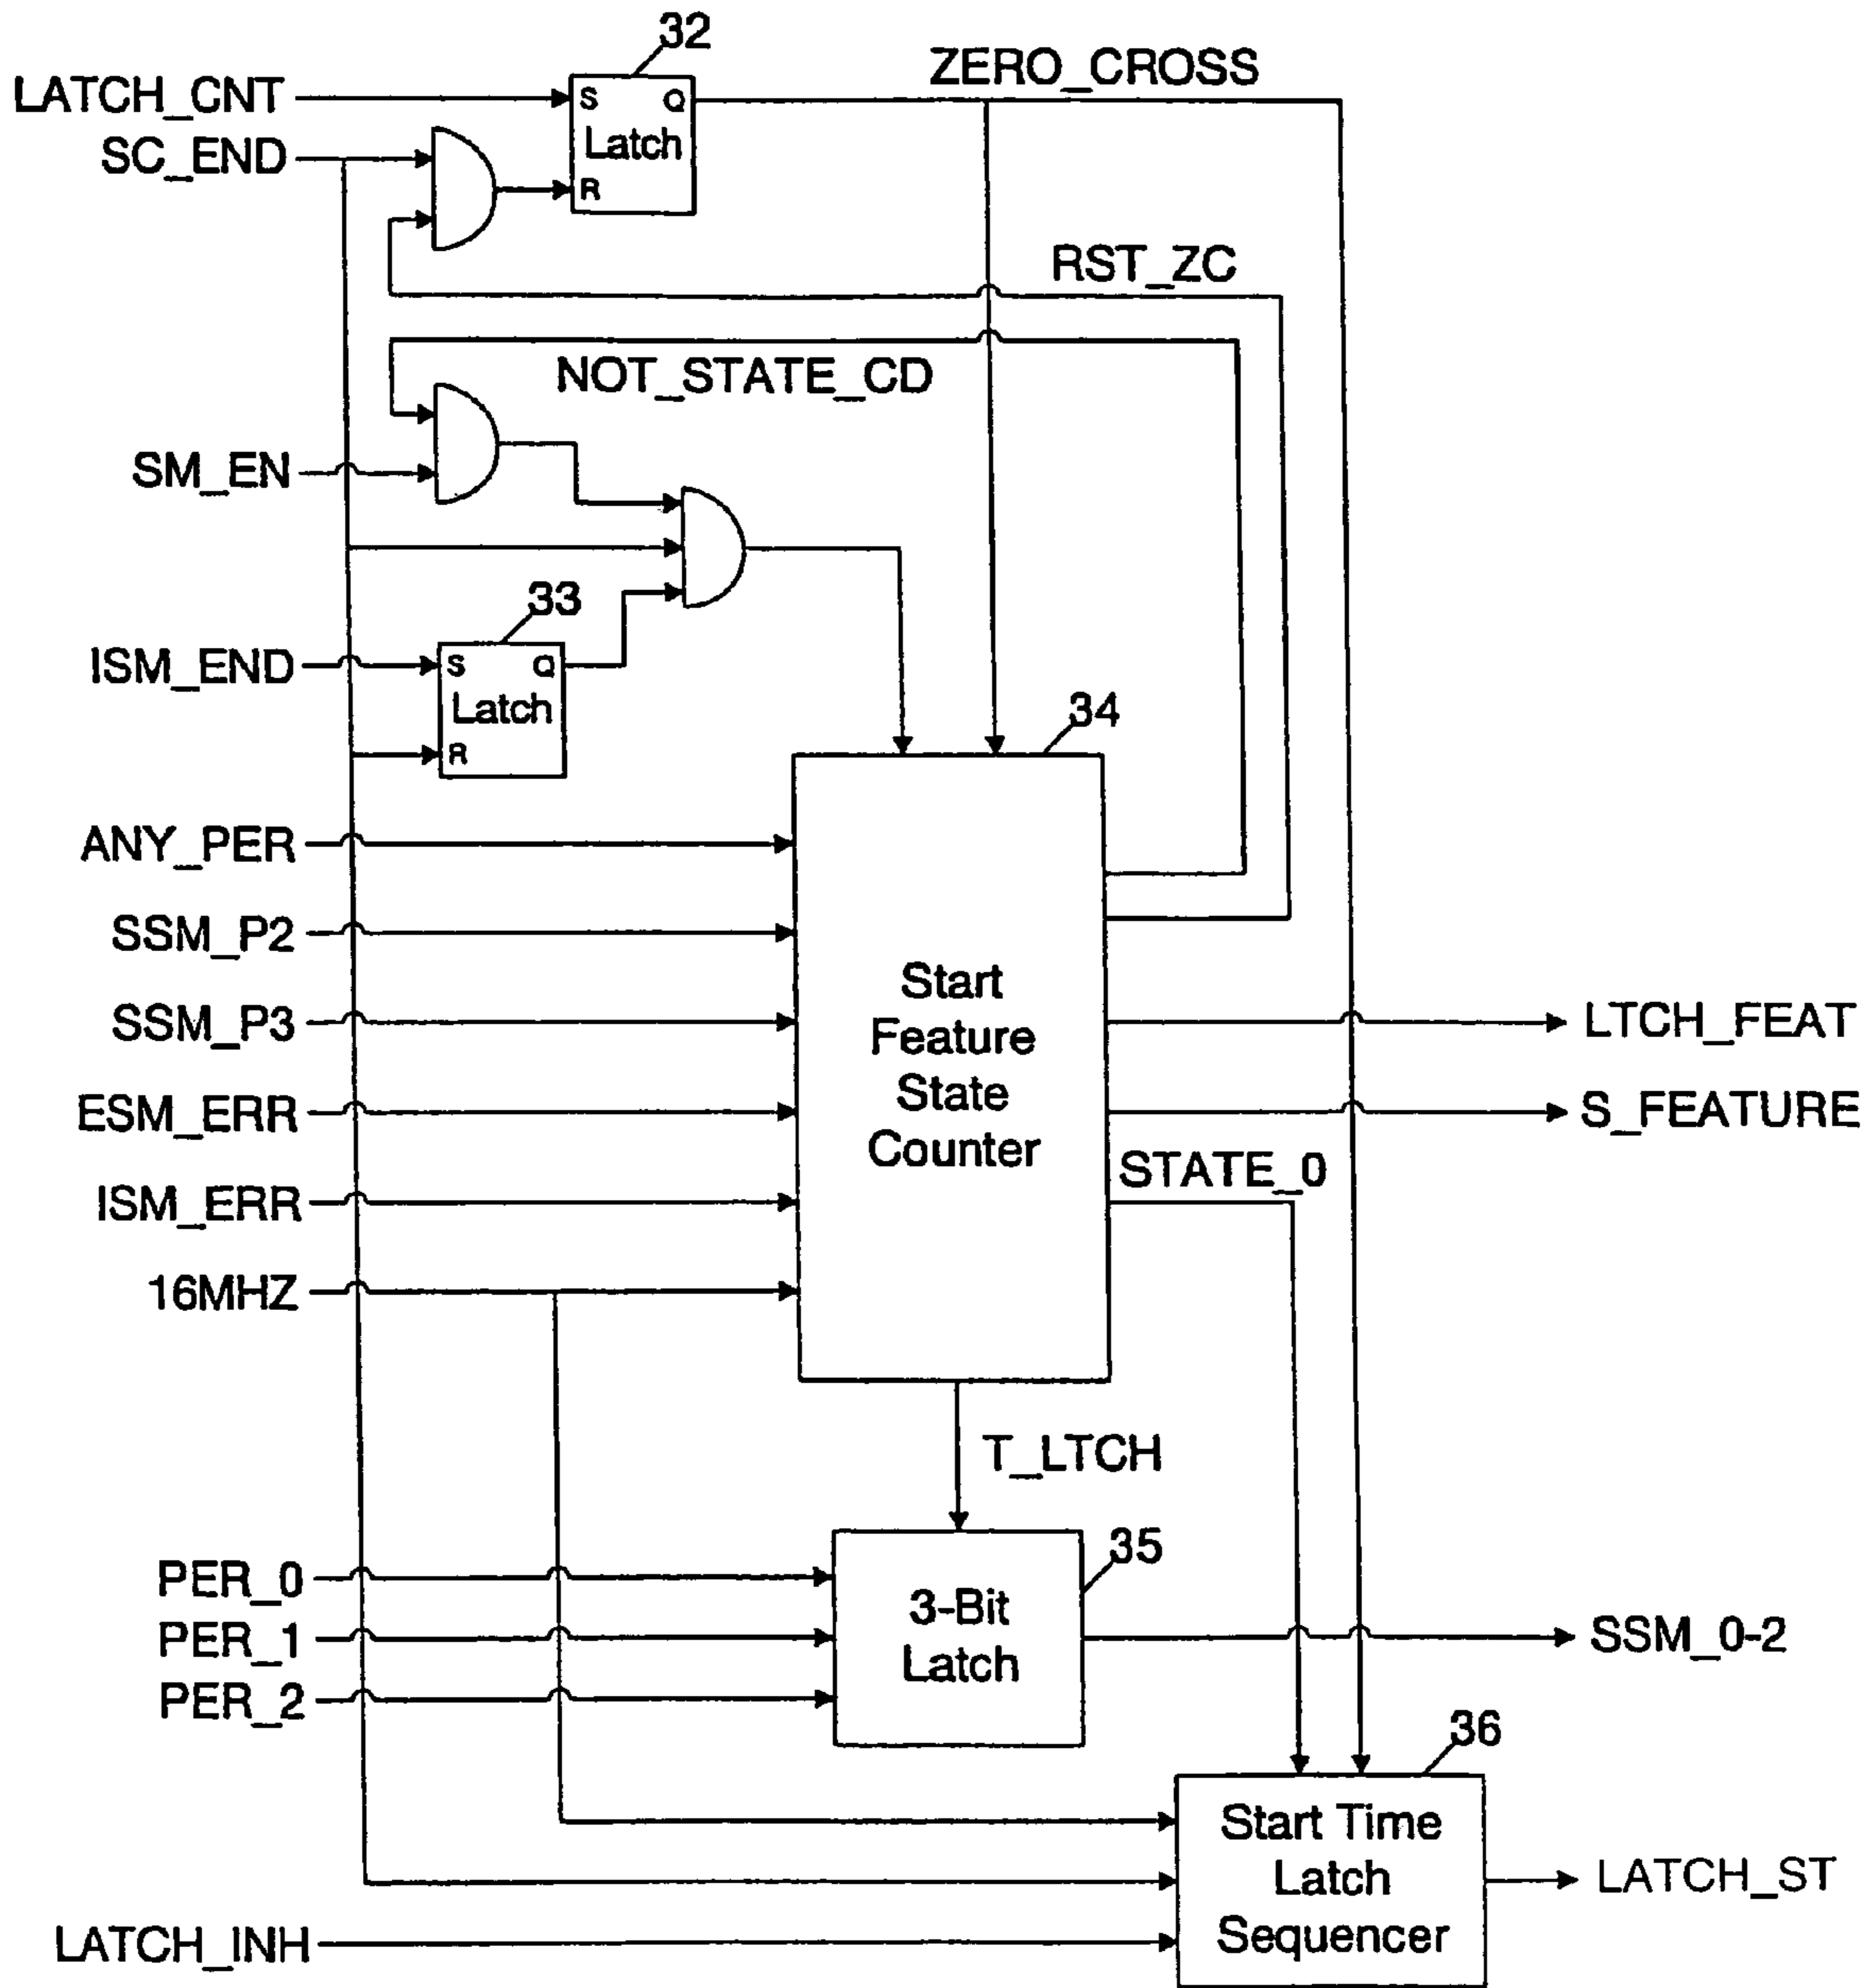 32
LATCH_CNT
S Q
ZERO_CROSS
SC_END
Latch
R
RST_ZC
NOT_STATE_CD
SM_EN
33
ISM_END
S Q
Latch
R
34
ANY_PER
SSM_P2
SSM_P3
ESM_ERR
ISM_ERR
16MHZ
Start
Feature
State
Counter
LTCH_FEAT
S_FEATURE
STATE_0
T_LTCH
35
PER_0
PER_1
PER_2
3-Bit
Latch
SSM_0-2
36
Start Time
Latch
Sequencer
LATCH_ST
LATCH_INH